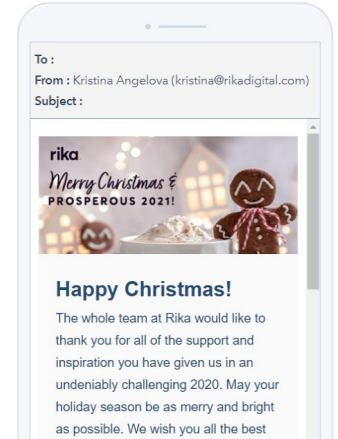 To :
From : Kristina Angelova (kristina@rikadigital.com)
Subject :
rika
Merry Christmas &
PROSPEROUS 2021!
Happy Christmas!
The whole team at Rika would like to
thank you for all of the support and
inspiration you have given us in an
undeniably challenging 2020. May your
holiday season be as merry and bright
as possible. We wish you all the best